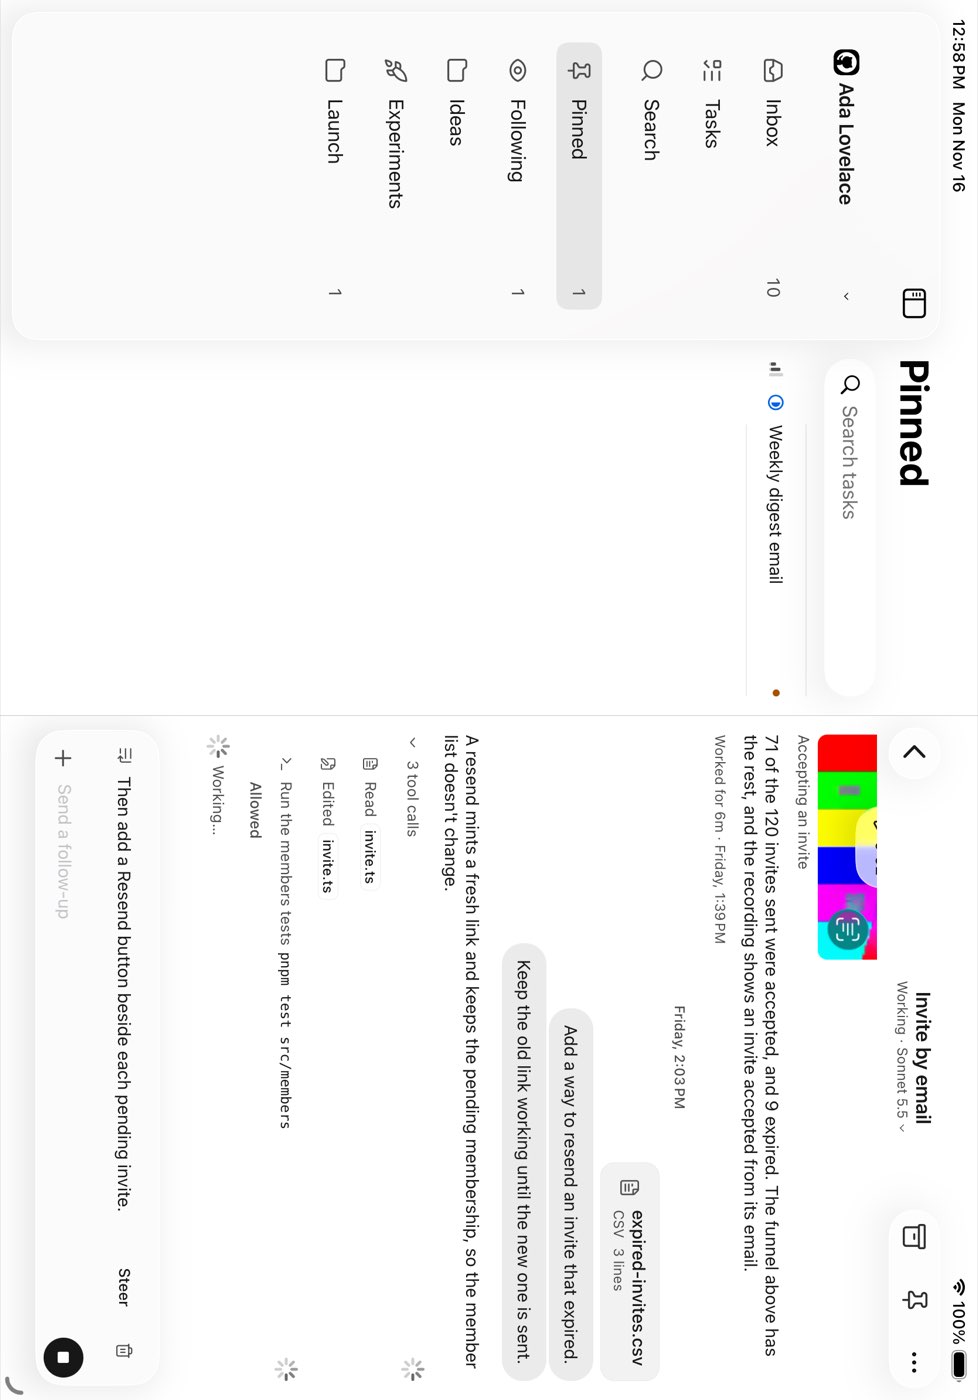 12:58 PM Mon Nov 16
100%
Ada Lovelace
Inbox 10
Tasks
Search
Pinned 1
Following 1
Ideas
Experiments
Launch 1
Pinned
Search tasks
Weekly digest email
Invite by email
Working · Sonnet 5.5
Accepting an invite
71 of the 120 invites sent were accepted, and 9 expired. The funnel above has
the rest, and the recording shows an invite accepted from its email.
Worked for 6m · Friday, 1:39 PM
Friday, 2:03 PM
expired-invites.csv
CSV 3 lines
Add a way to resend an invite that expired.
Keep the old link working until the new one is sent.
A resend mints a fresh link and keeps the pending membership, so the member
list doesn't change.
3 tool calls
Read invite.ts
Edited invite.ts
Run the members tests pnpm test src/members
Allowed
Working...
Then add a Resend button beside each pending invite.
Steer
Send a follow-up